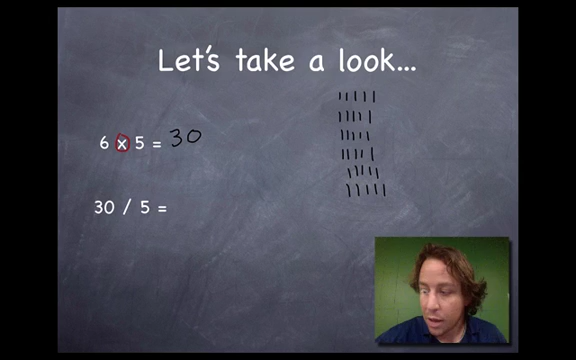 Let's take a look...
6 x 5 = 30
30 / 5 =